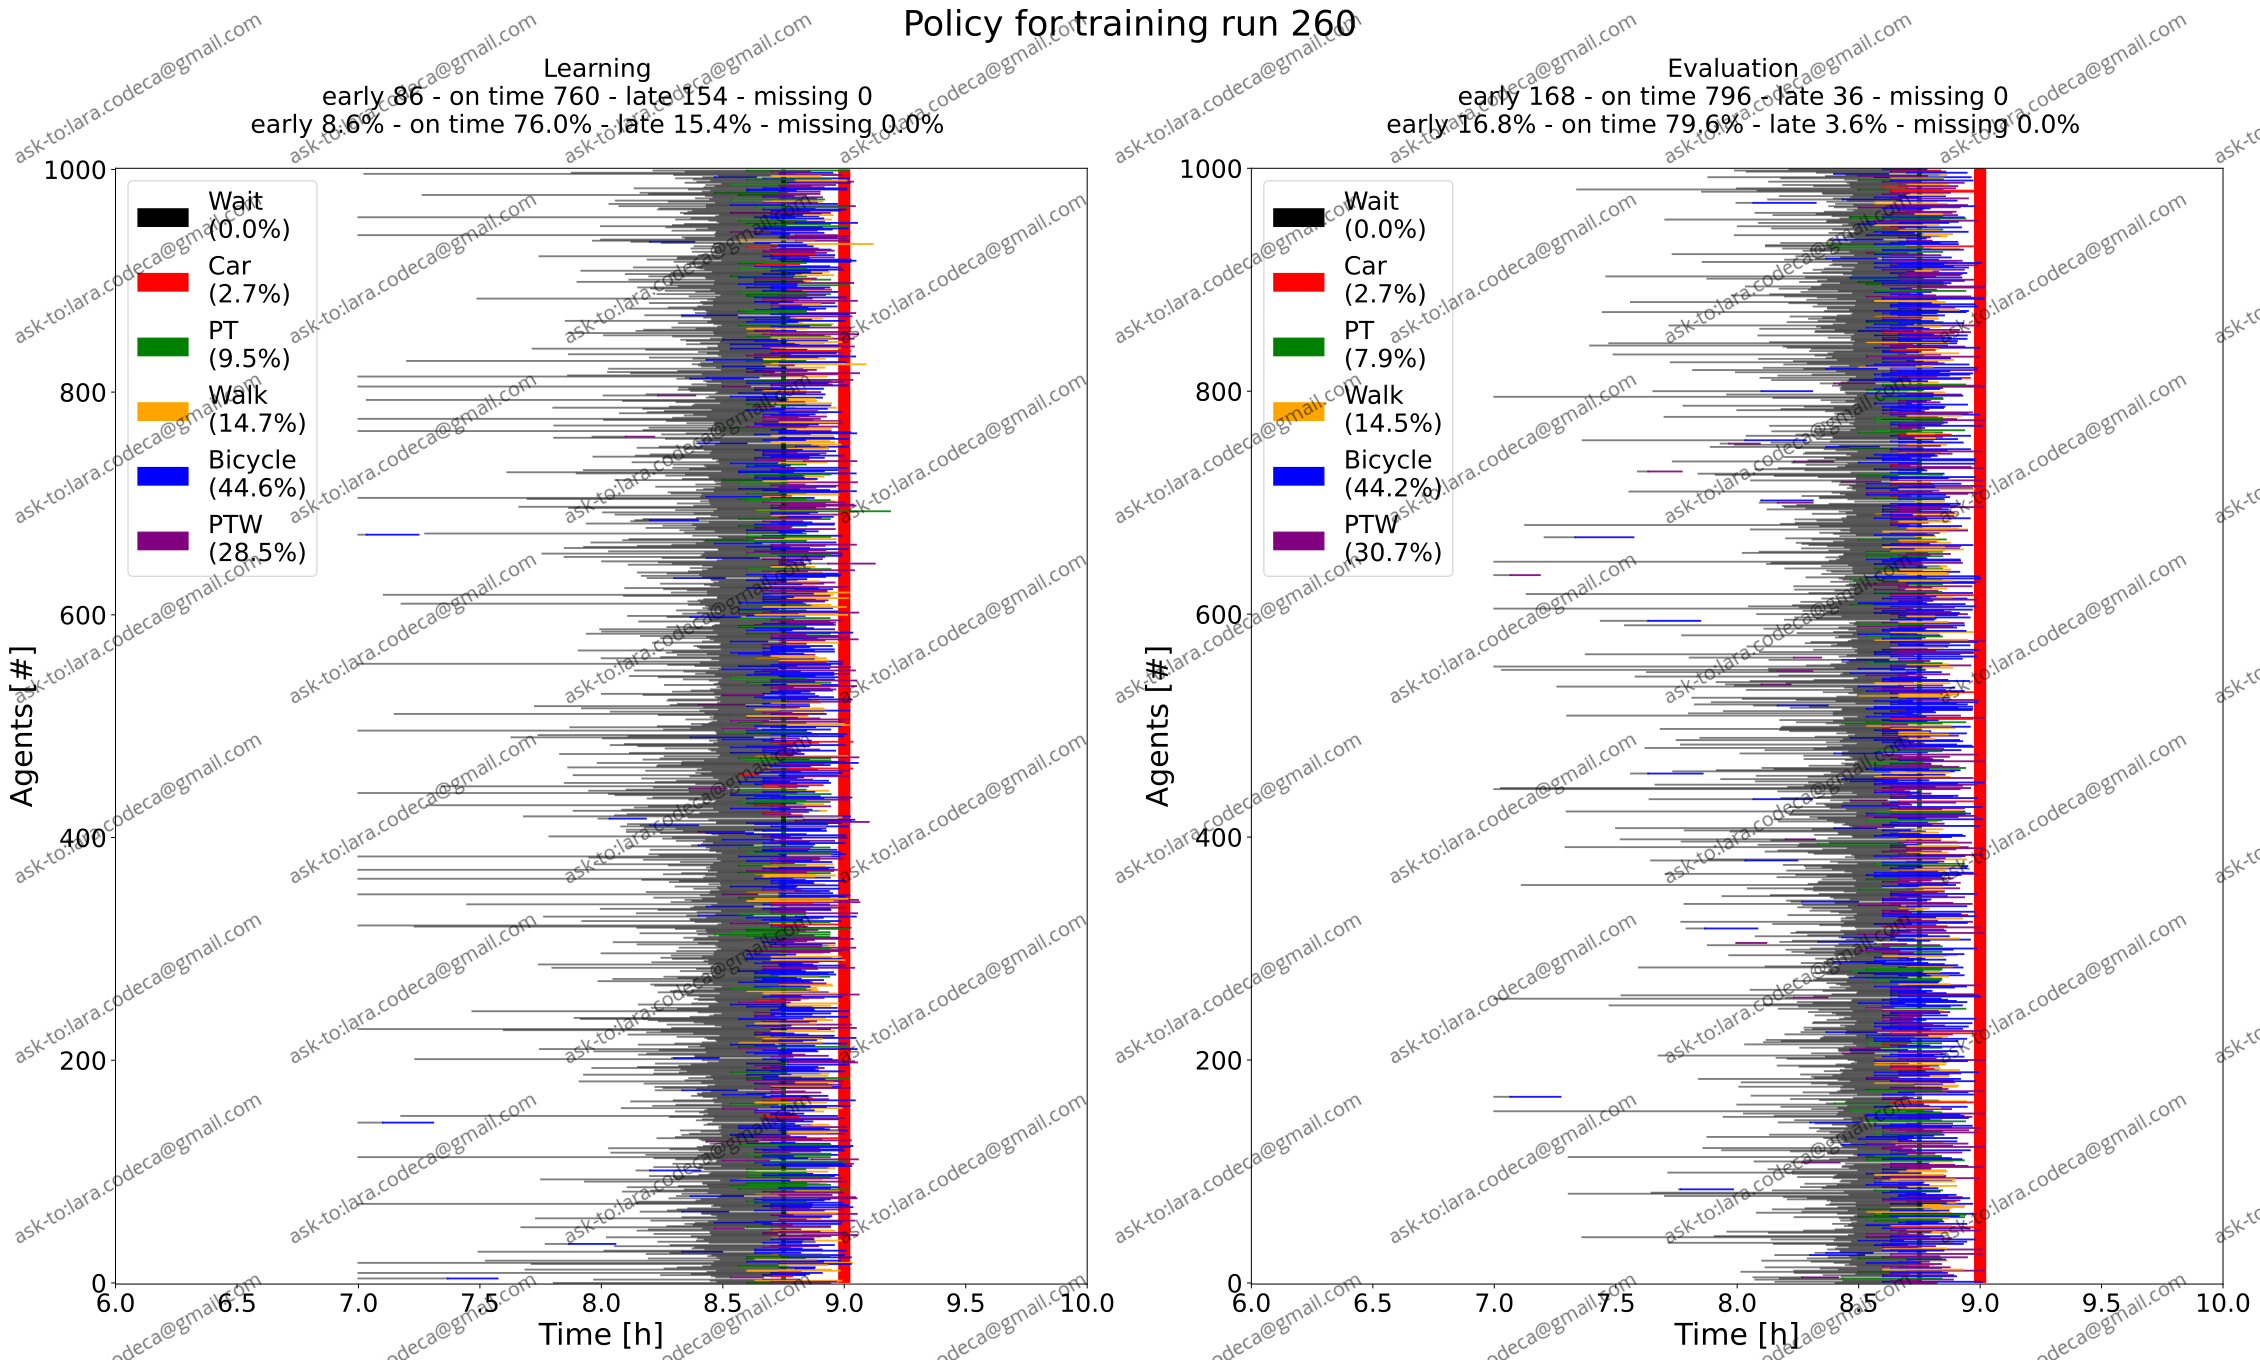 Policy for training run 260
Learning
early 86 - on time 760 - late 154 - missing 0
early 8.6% - on time 76.0% - late 15.4% - missing 0.0%
1000
800
600
400
200
0
Agents [#]
Wait
(0.0%)
Car
(2.7%)
PT
(9.5%)
Walk
(14.7%)
Bicycle
(44.6%)
PTW
(28.5%)
6.0 6.5 7.0 7.5 8.0 8.5 9.0 9.5 10.0
Time [h]
Evaluation
early 168 - on time 796 - late 36 - missing 0
early 16.8% - on time 79.6% - late 3.6% - missing 0.0%
1000
800
600
400
200
0
Agents [#]
Wait
(0.0%)
Car
(2.7%)
PT
(7.9%)
Walk
(14.5%)
Bicycle
(44.2%)
PTW
(30.7%)
6.0 6.5 7.0 7.5 8.0 8.5 9.0 9.5 10.0
Time [h]
ask-to:lara.codeca@gmail.com